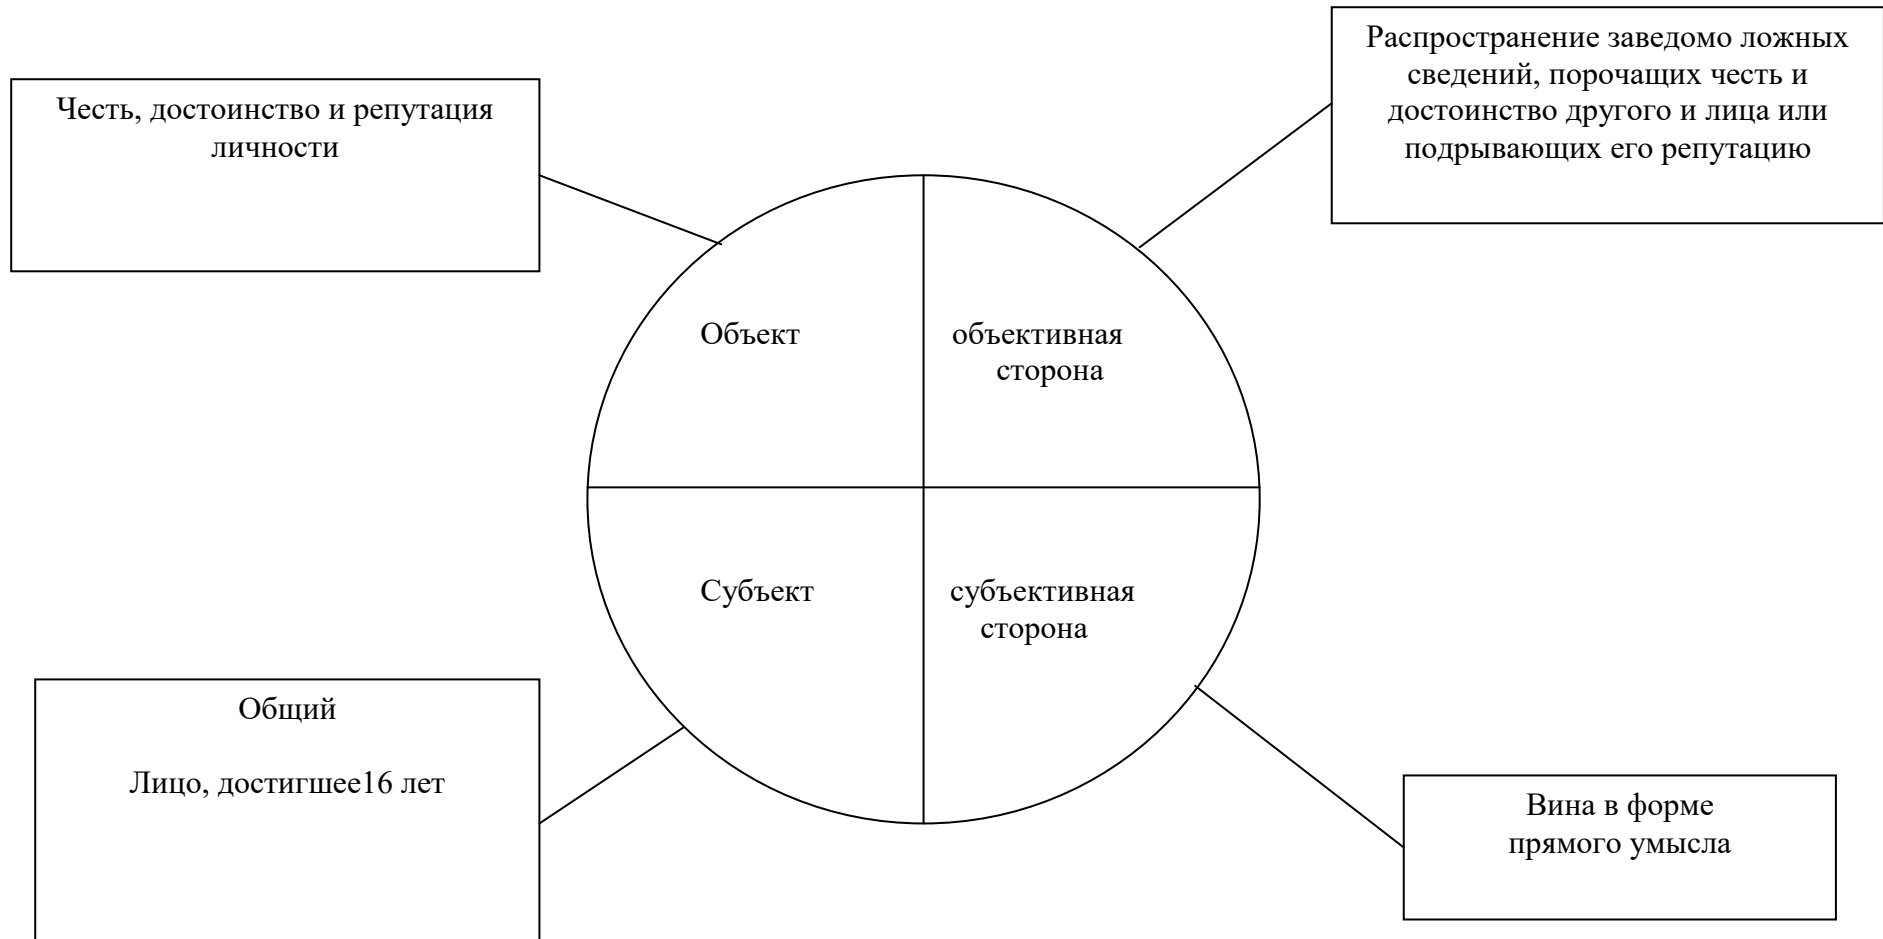 Честь, достоинство и репутация
личности
Распространение заведомо ложных
сведений, порочащих честь и
достоинство другого и лица или
подрывающих его репутацию
Объект
объективная
сторона
Субъект
субъективная
сторона
Общий
Лицо, достигшее16 лет
Вина в форме
прямого умысла